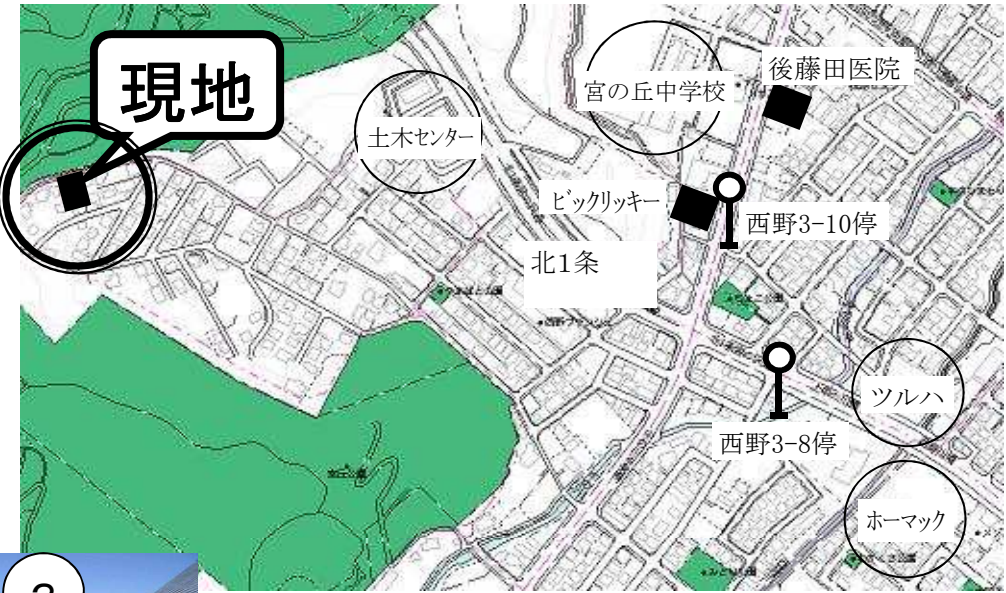 現地
土木センター
宮の丘中学校
後藤田医院
ビックリッキー
西野3-10停
北1条
西野3-8停
ツルハ
ホーマック